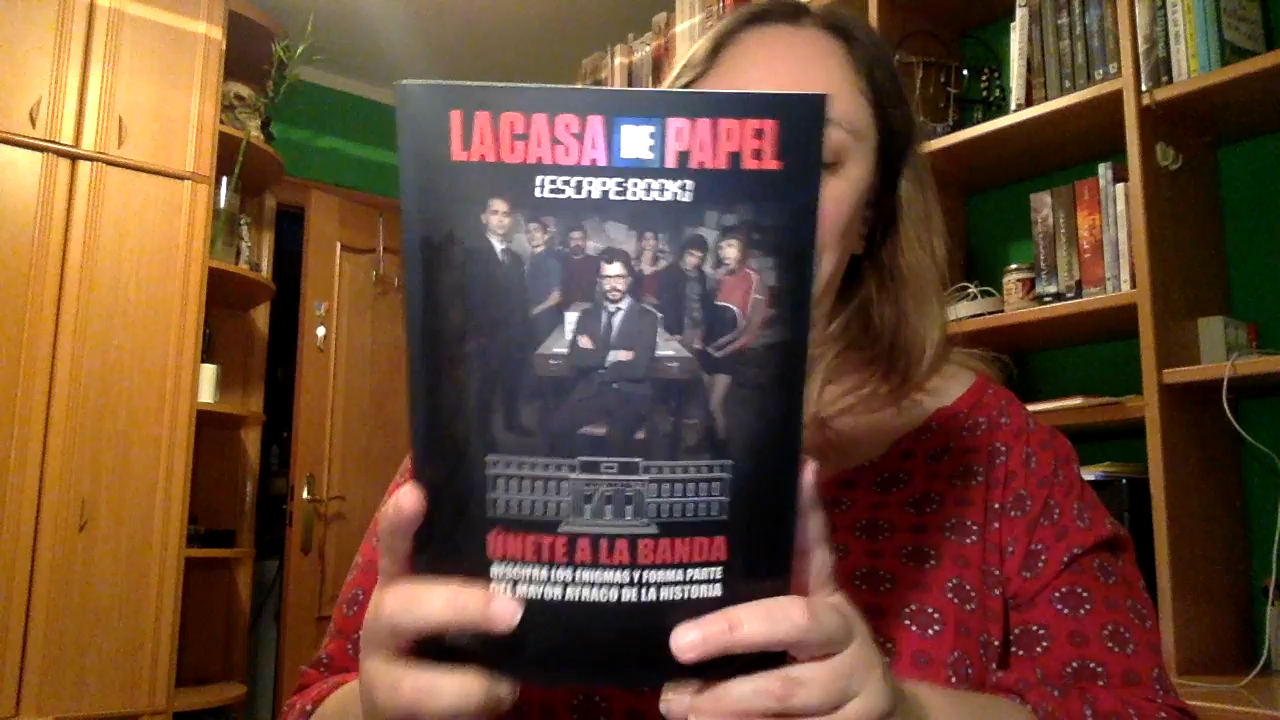 LA CASA DE PAPEL
[ESCAPE BOOK]
ÚNETE A LA BANDA
DESCIFRA LOS ENIGMAS Y FORMA PARTE
DEL MAYOR ATRACO DE LA HISTORIA